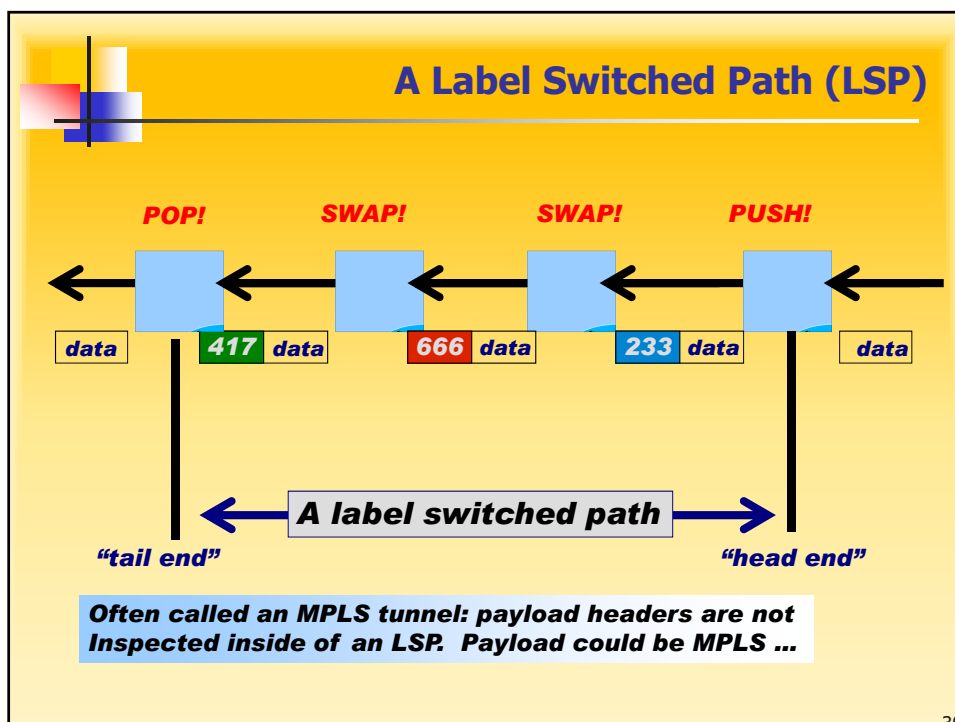 A Label Switched Path (LSP)
POP! SWAP! SWAP! PUSH!
data 417 data 666 data 233 data data
A label switched path
“tail end” “head end”
Often called an MPLS tunnel: payload headers are not
Inspected inside of an LSP. Payload could be MPLS ...